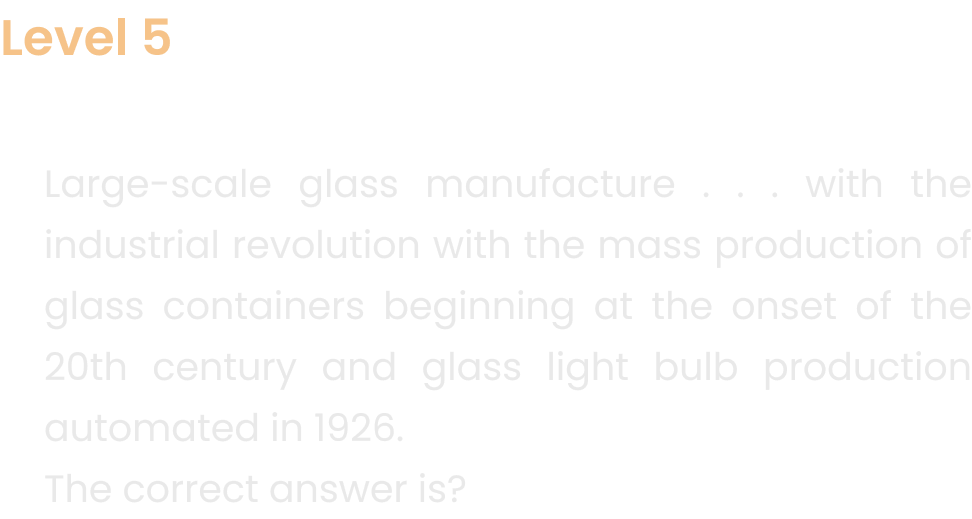 Level 5
Large-scale glass manufacture . . . with the
industrial revolution with the mass production of
glass containers beginning at the onset of the
20th century and glass light bulb production
automated in 1926.
The correct answer is?